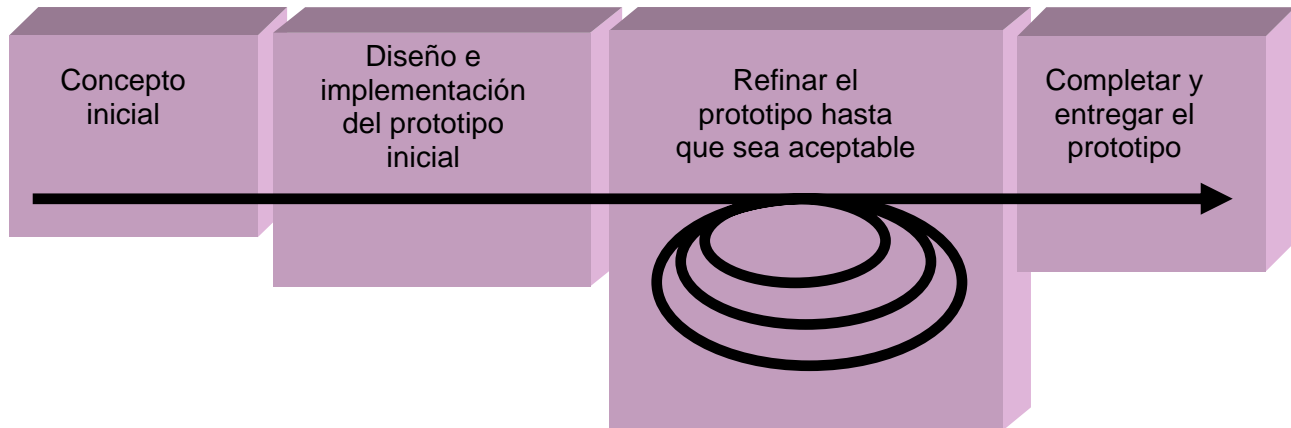 Concepto
inicial
Diseño e
implementación
del prototipo
inicial
Refinar el
prototipo hasta
que sea aceptable
Completar y
entregar el
prototipo